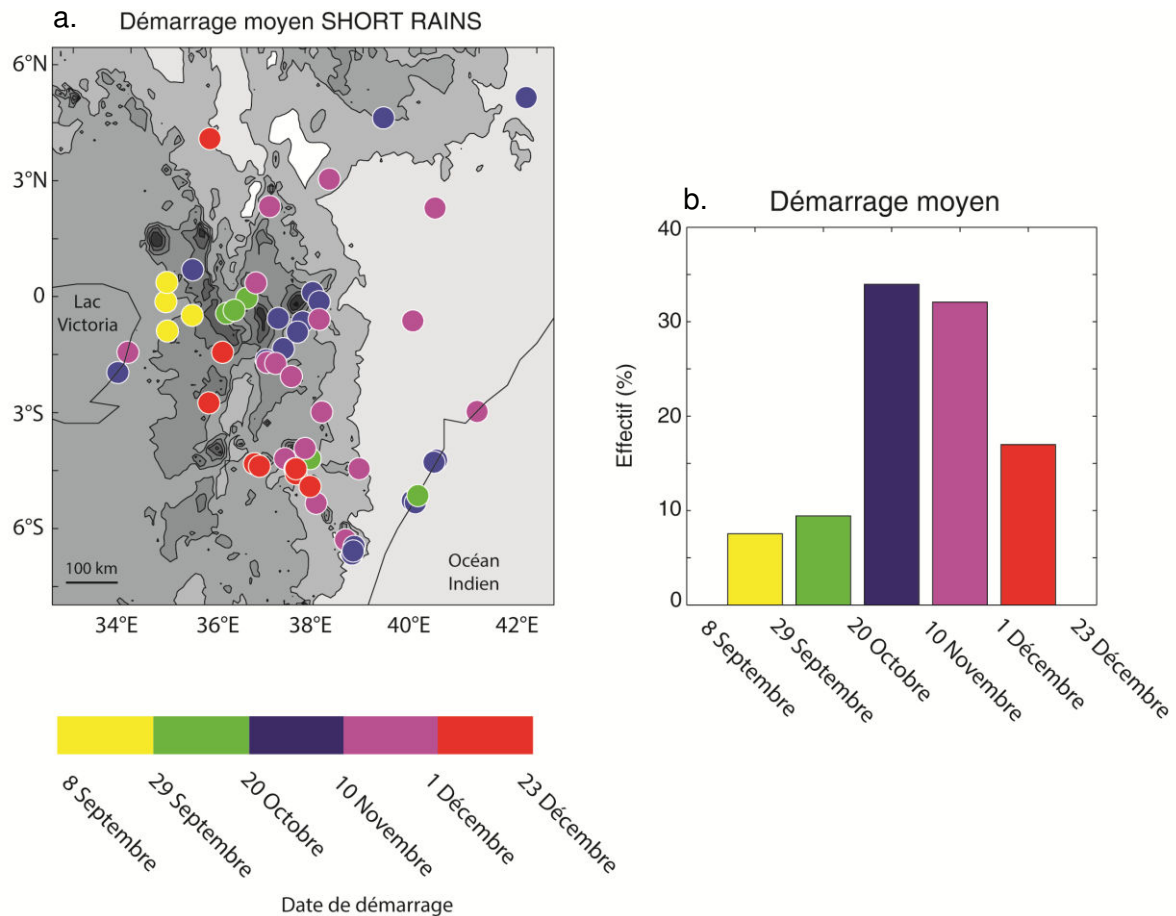 a.
Démarrage moyen SHORT RAINS
6°N
3°N
0
3°S
6°S
Lac
Victoria
Océan
Indien
100 km
34°E
36°E
38°E
40°E
42°E
8 Septembre
29 Septembre
20 Octobre
10 Novembre
1 Décembre
23 Décembre
Date de démarrage
b.
Démarrage moyen
Effectif (%)
40
30
20
10
0
8 Septembre
29 Septembre
20 Octobre
10 Novembre
1 Décembre
23 Décembre